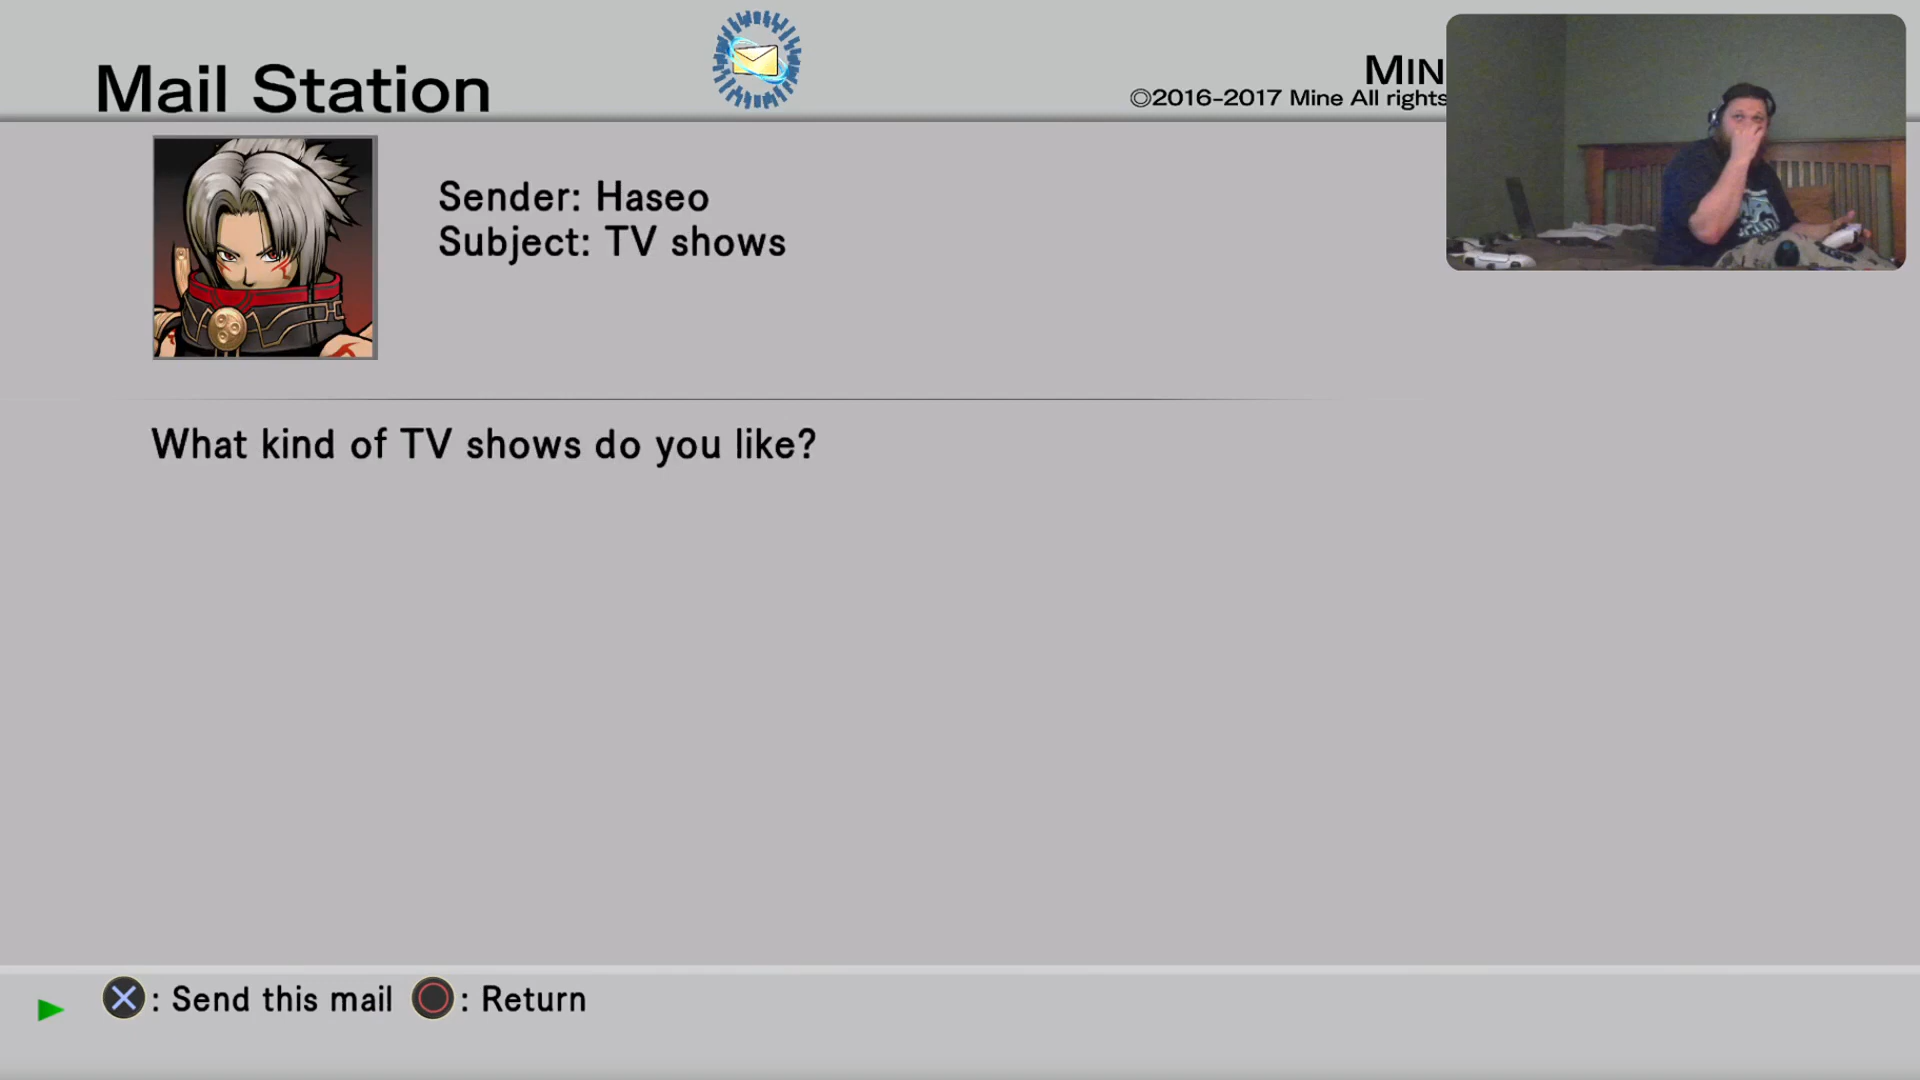 Mail Station
MIN
©2016-2017 Mine All rights
Sender: Haseo
Subject: TV shows
What kind of TV shows do you like?
: Send this mail : Return